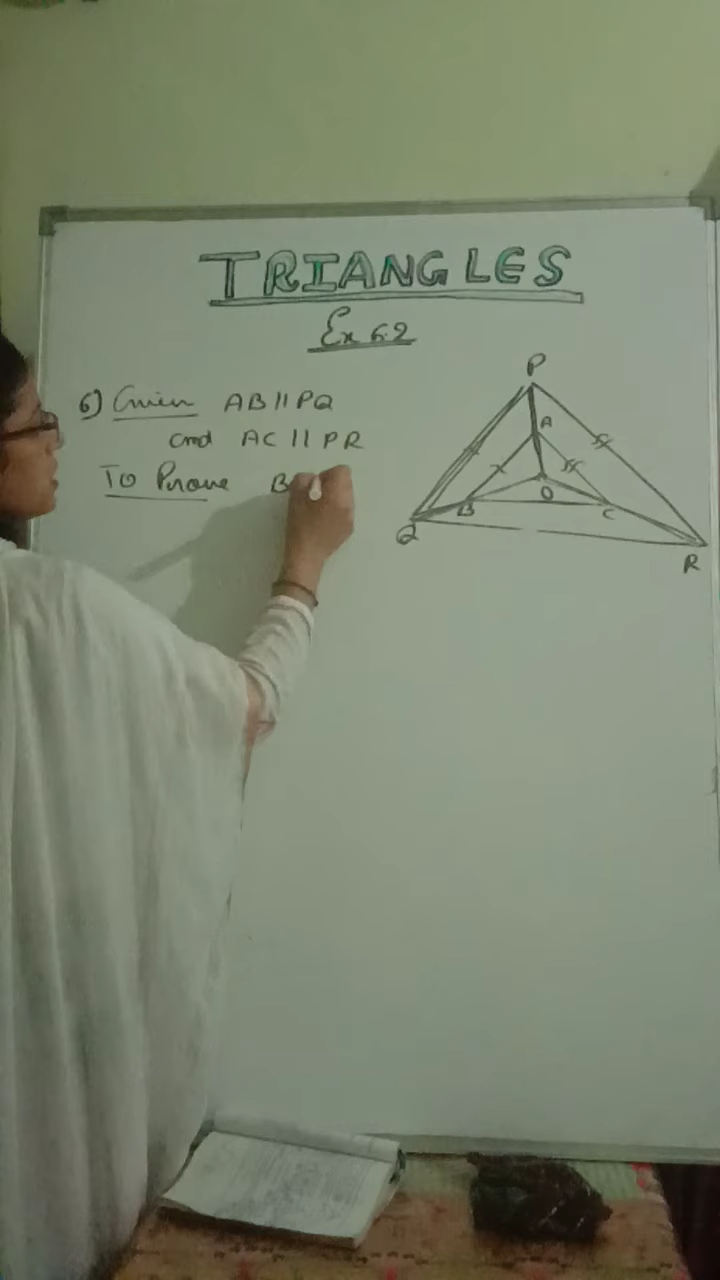 TRIANGLES
Ex 6.2
6) Given AB || PQ
and AC || PR
To Prove B
P
A
O
B
C
Q
R